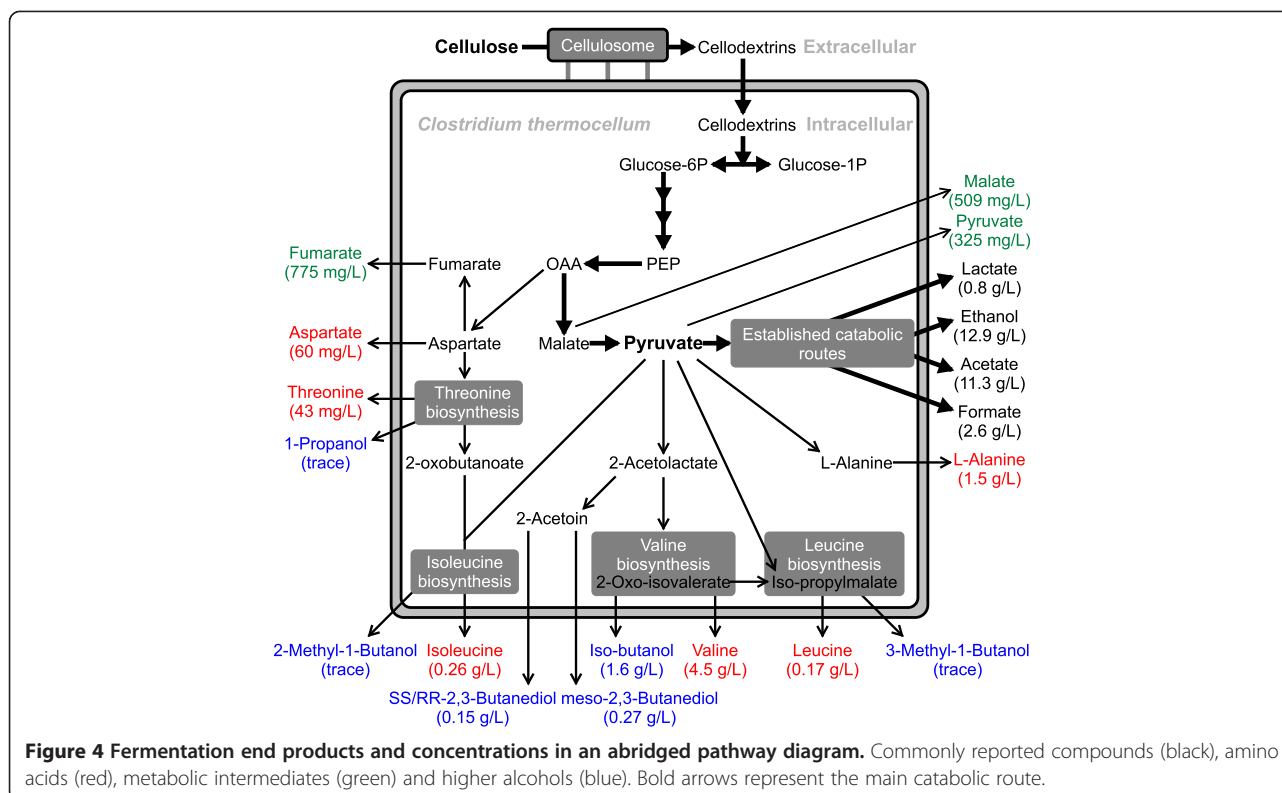 Cellulose
Cellulosome
Cellodextrins
Extracellular
Clostridium thermocellum
Cellodextrins
Intracellular
Glucose-6P
Glucose-1P
Malate
(509 mg/L)
Pyruvate
(325 mg/L)
Fumarate
(775 mg/L)
Fumarate
OAA
PEP
Lactate
(0.8 g/L)
Ethanol
(12.9 g/L)
Aspartate
(60 mg/L)
Aspartate
Malate
Pyruvate
Established catabolic
routes
Acetate
(11.3 g/L)
Threonine
(43 mg/L)
Threonine
biosynthesis
Formate
(2.6 g/L)
1-Propanol
(trace)
2-oxobutanoate
2-Acetolactate
L-Alanine
L-Alanine
(1.5 g/L)
2-Acetoin
Isoleucine
biosynthesis
Valine
biosynthesis
2-Oxo-isovalerate
Leucine
biosynthesis
Iso-propylmalate
2-Methyl-1-Butanol
(trace)
Isoleucine
(0.26 g/L)
Iso-butanol
(1.6 g/L)
Valine
(4.5 g/L)
Leucine
(0.17 g/L)
3-Methyl-1-Butanol
(trace)
SS/RR-2,3-Butanediol
(0.15 g/L)
meso-2,3-Butanediol
(0.27 g/L)
Figure 4 Fermentation end products and concentrations in an abridged pathway diagram. Commonly reported compounds (black), amino
acids (red), metabolic intermediates (green) and higher alcohols (blue). Bold arrows represent the main catabolic route.